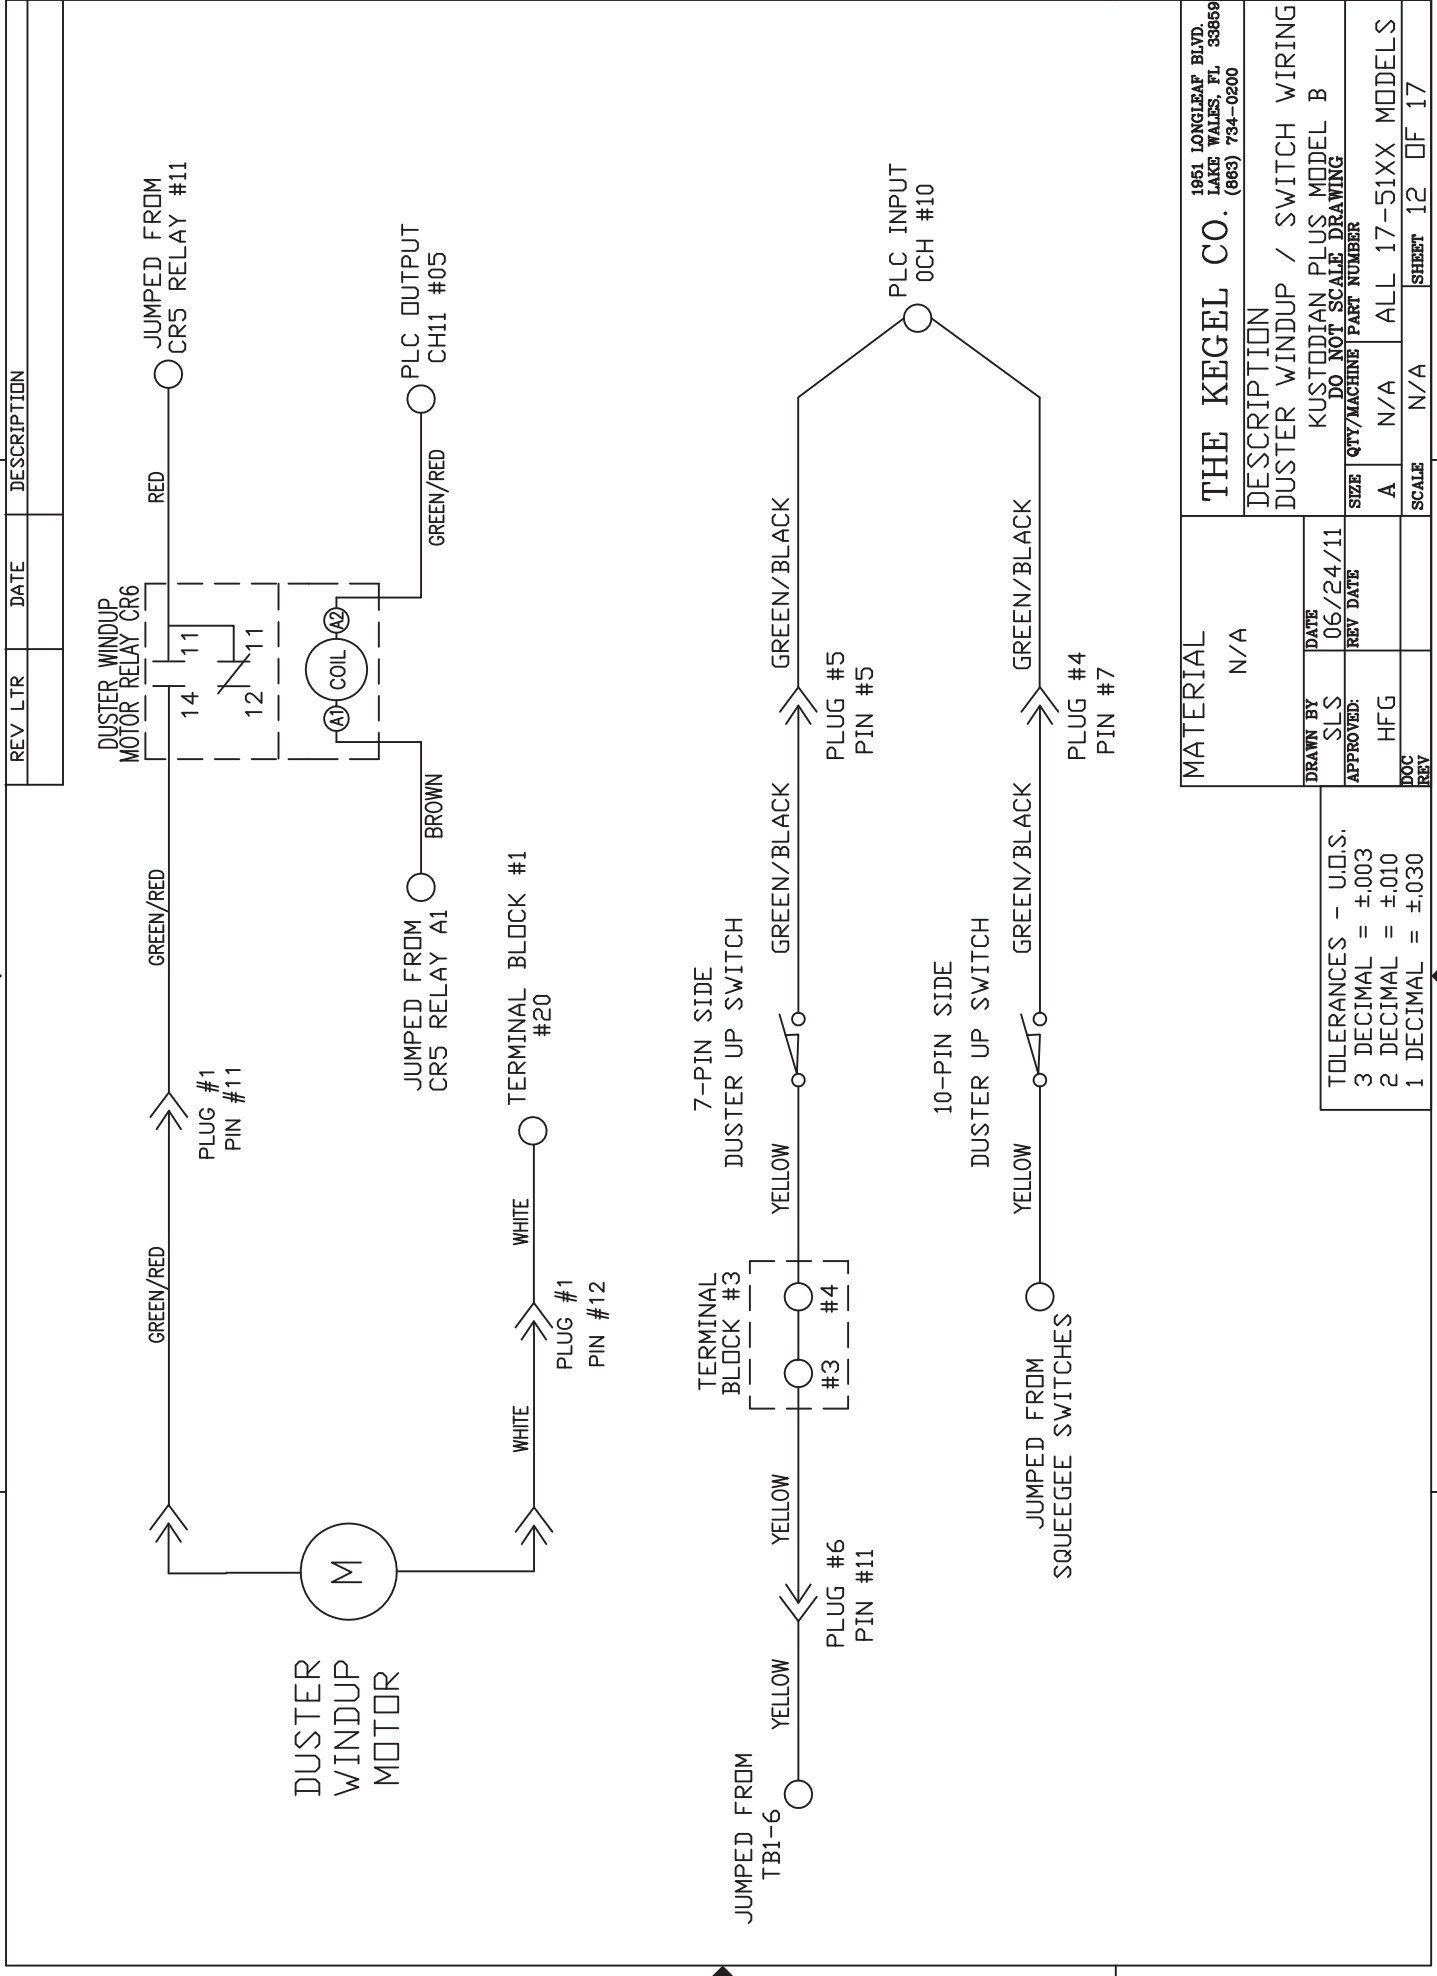 REV LTR
DATE
DESCRIPTION
DUSTER
WINDUP
MOTOR
M
GREEN/RED
PLUG #1
PIN #11
GREEN/RED
DUSTER WINDUP
MOTOR RELAY CR6
14
11
12
11
RED
JUMPED FROM
CR5 RELAY #11
A1
COIL
A2
BROWN
JUMPED FROM
CR5 RELAY A1
GREEN/RED
PLC OUTPUT
CH11 #05
WHITE
PLUG #1
PIN #12
WHITE
TERMINAL BLOCK #1
#20
JUMPED FROM
TB1-6
YELLOW
PLUG #6
PIN #11
YELLOW
TERMINAL
BLOCK #3
#3
#4
YELLOW
7-PIN SIDE
DUSTER UP SWITCH
GREEN/BLACK
PLUG #5
PIN #5
GREEN/BLACK
PLC INPUT
0CH #10
JUMPED FROM
SQUEEGEE SWITCHES
YELLOW
10-PIN SIDE
DUSTER UP SWITCH
GREEN/BLACK
PLUG #4
PIN #7
GREEN/BLACK
TOLERANCES - U.O.S.
3 DECIMAL = ±.003
2 DECIMAL = ±.010
1 DECIMAL = ±.030
MATERIAL
N/A
DRAWN BY
SLS
DATE
06/24/11
APPROVED:
HFG
REV DATE
DOC
REV
THE KEGEL CO.
1951 LONGLEAF BLVD.
LAKE WALES, FL 33859
(863) 734-0200
DESCRIPTION
DUSTER WINDUP / SWITCH WIRING
KUSTODIAN PLUS MODEL B
DO NOT SCALE DRAWING
SIZE
A
QTY/MACHINE
N/A
PART NUMBER
ALL 17-51XX MODELS
SCALE
N/A
SHEET 12 OF 17